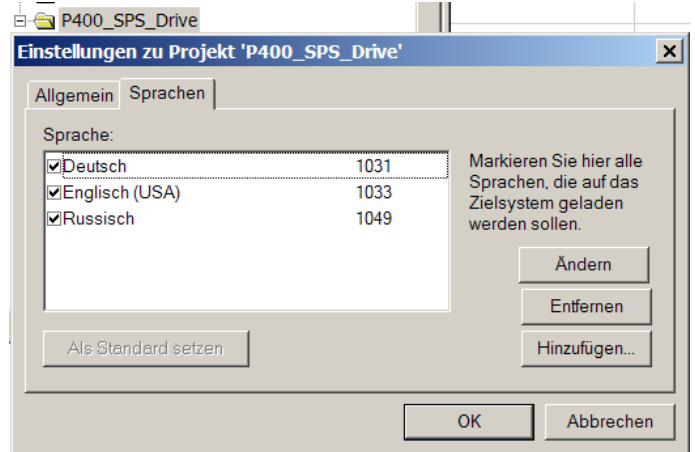 P400_SPS_Drive
Einstellungen zu Projekt 'P400_SPS_Drive'
Allgemein Sprachen
Sprache:
Deutsch 1031
Englisch (USA) 1033
Russisch 1049
Markieren Sie hier alle
Sprachen, die auf das
Zielsystem geladen
werden sollen.
Ändern
Entfernen
Hinzufügen...
Als Standard setzen
OK Abbrechen